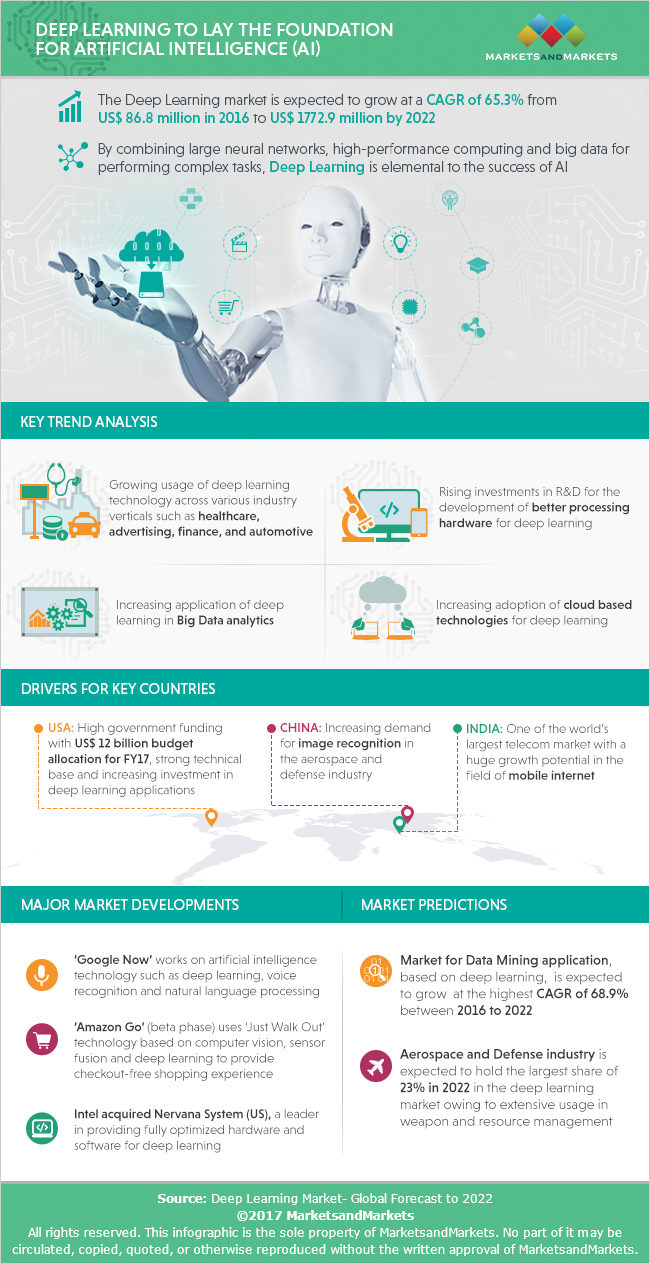 DEEP LEARNING TO LAY THE FOUNDATION
FOR ARTIFICIAL INTELLIGENCE (AI)
MARKETSANDMARKETS
The Deep Learning market is expected to grow at a CAGR of 65.3% from
US$ 86.8 million in 2016 to US$ 1772.9 million by 2022
By combining large neural networks, high-performance computing and big data for
performing complex tasks, Deep Learning is elemental to the success of AI
KEY TREND ANALYSIS
Growing usage of deep learning
technology across various industry
verticals such as healthcare,
advertising, finance, and automotive
Rising investments in R&D for the
development of better processing
hardware for deep learning
Increasing application of deep
learning in Big Data analytics
Increasing adoption of cloud based
technologies for deep learning
DRIVERS FOR KEY COUNTRIES
USA: High government funding
with US$ 12 billion budget
allocation for FY17, strong technical
base and increasing investment in
deep learning applications
CHINA: Increasing demand
for image recognition in
the aerospace and
defense industry
INDIA: One of the world's
largest telecom market with a
huge growth potential in the
field of mobile internet
MAJOR MARKET DEVELOPMENTS
'Google Now' works on artificial intelligence
technology such as deep learning, voice
recognition and natural language processing
'Amazon Go' (beta phase) uses 'Just Walk Out'
technology based on computer vision, sensor
fusion and deep learning to provide
checkout-free shopping experience
Intel acquired Nervana System (US), a leader
in providing fully optimized hardware and
software for deep learning
MARKET PREDICTIONS
Market for Data Mining application,
based on deep learning, is expected
to grow at the highest CAGR of 68.9%
between 2016 to 2022
Aerospace and Defense industry is
expected to hold the largest share of
23% in 2022 in the deep learning
market owing to extensive usage in
weapon and resource management
Source: Deep Learning Market- Global Forecast to 2022
©2017 MarketsandMarkets
All rights reserved. This infographic is the sole property of MarketsandMarkets. No part of it may be
circulated, copied, quoted, or otherwise reproduced without the written approval of MarketsandMarkets.